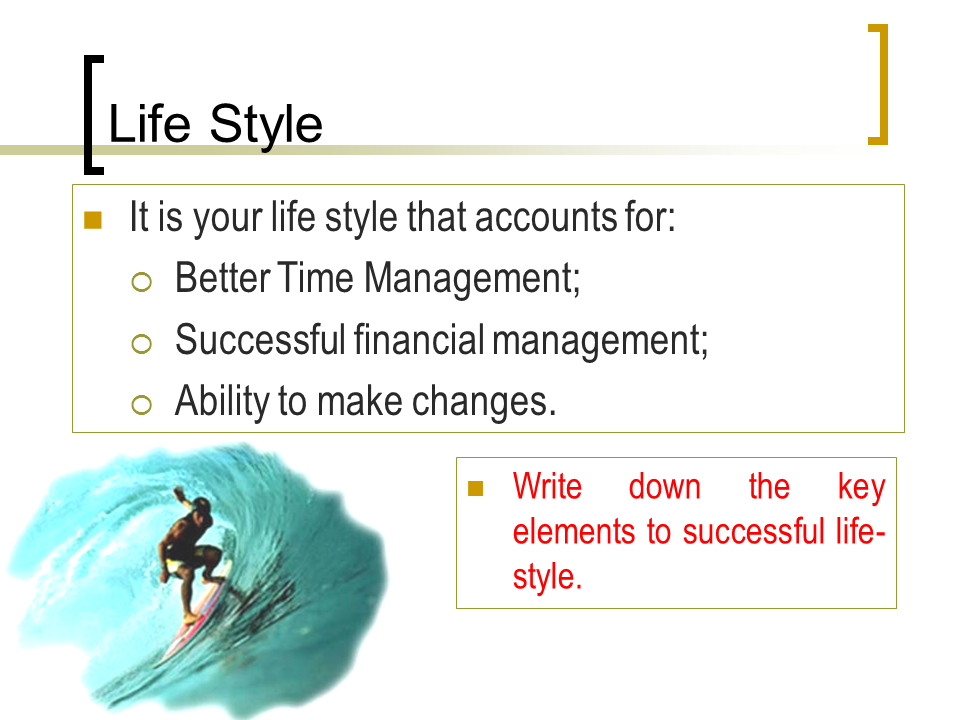 Life Style
It is your life style that accounts for:
Better Time Management;
Successful financial management;
Ability to make changes.
Write down the key
elements to successful life-
style.